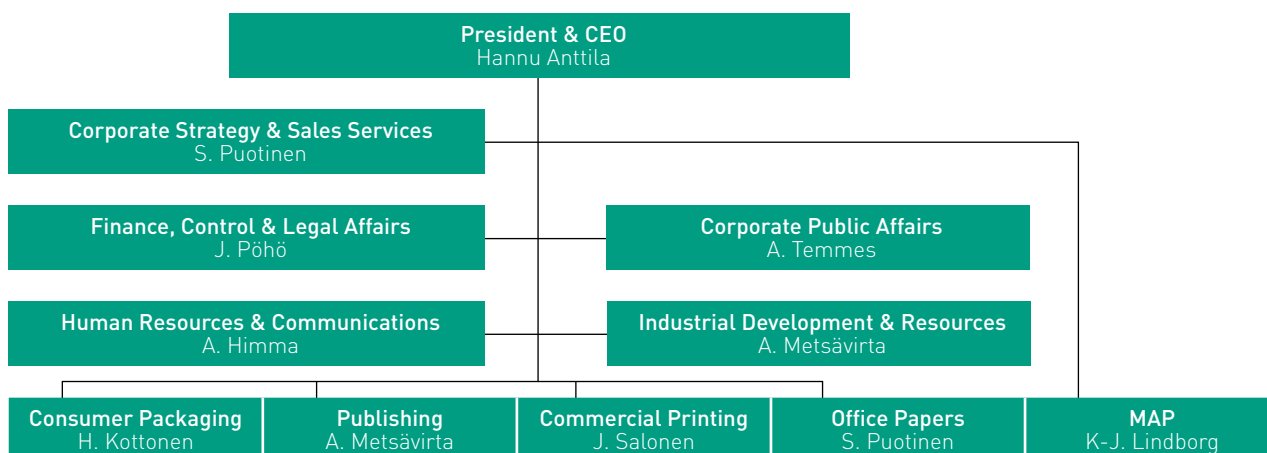 President & CEO
Hannu Anttila
Corporate Strategy & Sales Services
S. Puotinen
Finance, Control & Legal Affairs
J. Pöhö
Corporate Public Affairs
A. Temmes
Human Resources & Communications
A. Himma
Industrial Development & Resources
A. Metsävirta
Consumer Packaging
H. Kottonen
Publishing
A. Metsävirta
Commercial Printing
J. Salonen
Office Papers
S. Puotinen
MAP
K-J. Lindborg